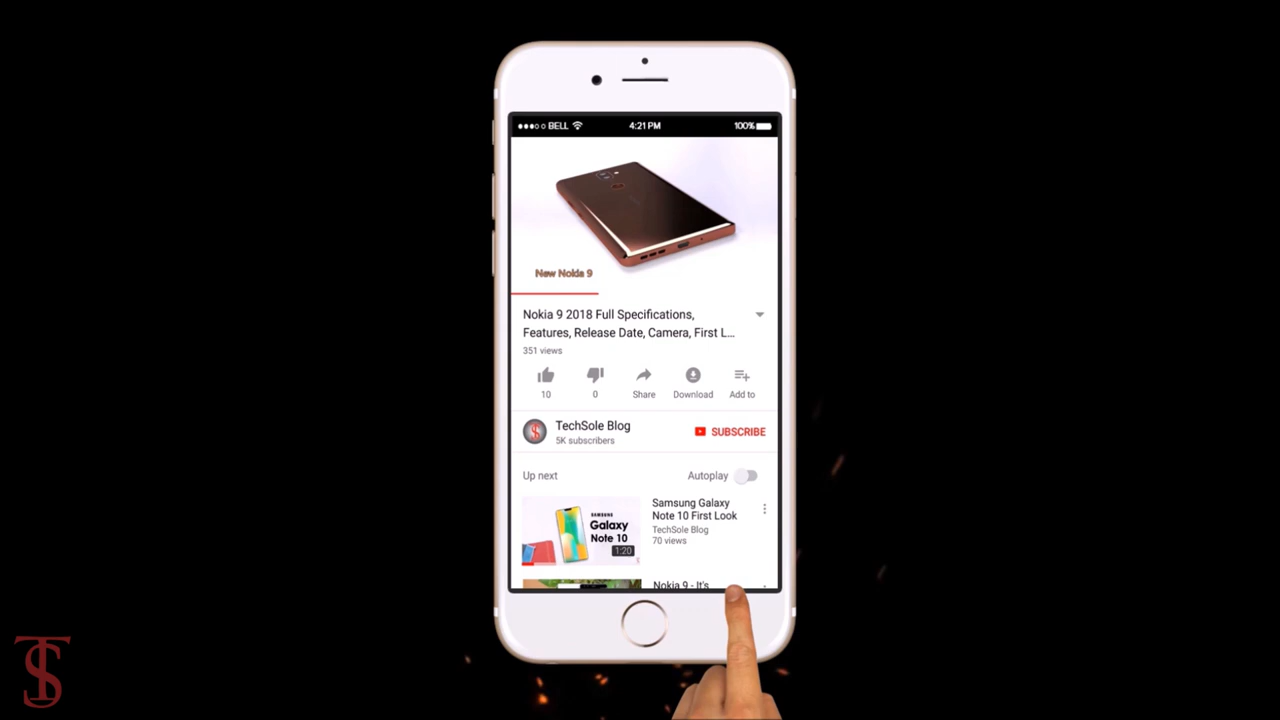 BELL
4:21 PM
100%
New Nokia 9
Nokia 9 2018 Full Specifications,
Features, Release Date, Camera, First L...
351 views
10
0
Share
Download
Add to
TechSole Blog
5K subscribers
SUBSCRIBE
Up next
Autoplay
SAMSUNG
Galaxy
Note 10
1:20
Samsung Galaxy
Note 10 First Look
TechSole Blog
70 views
Nokia 9 - It's
TS